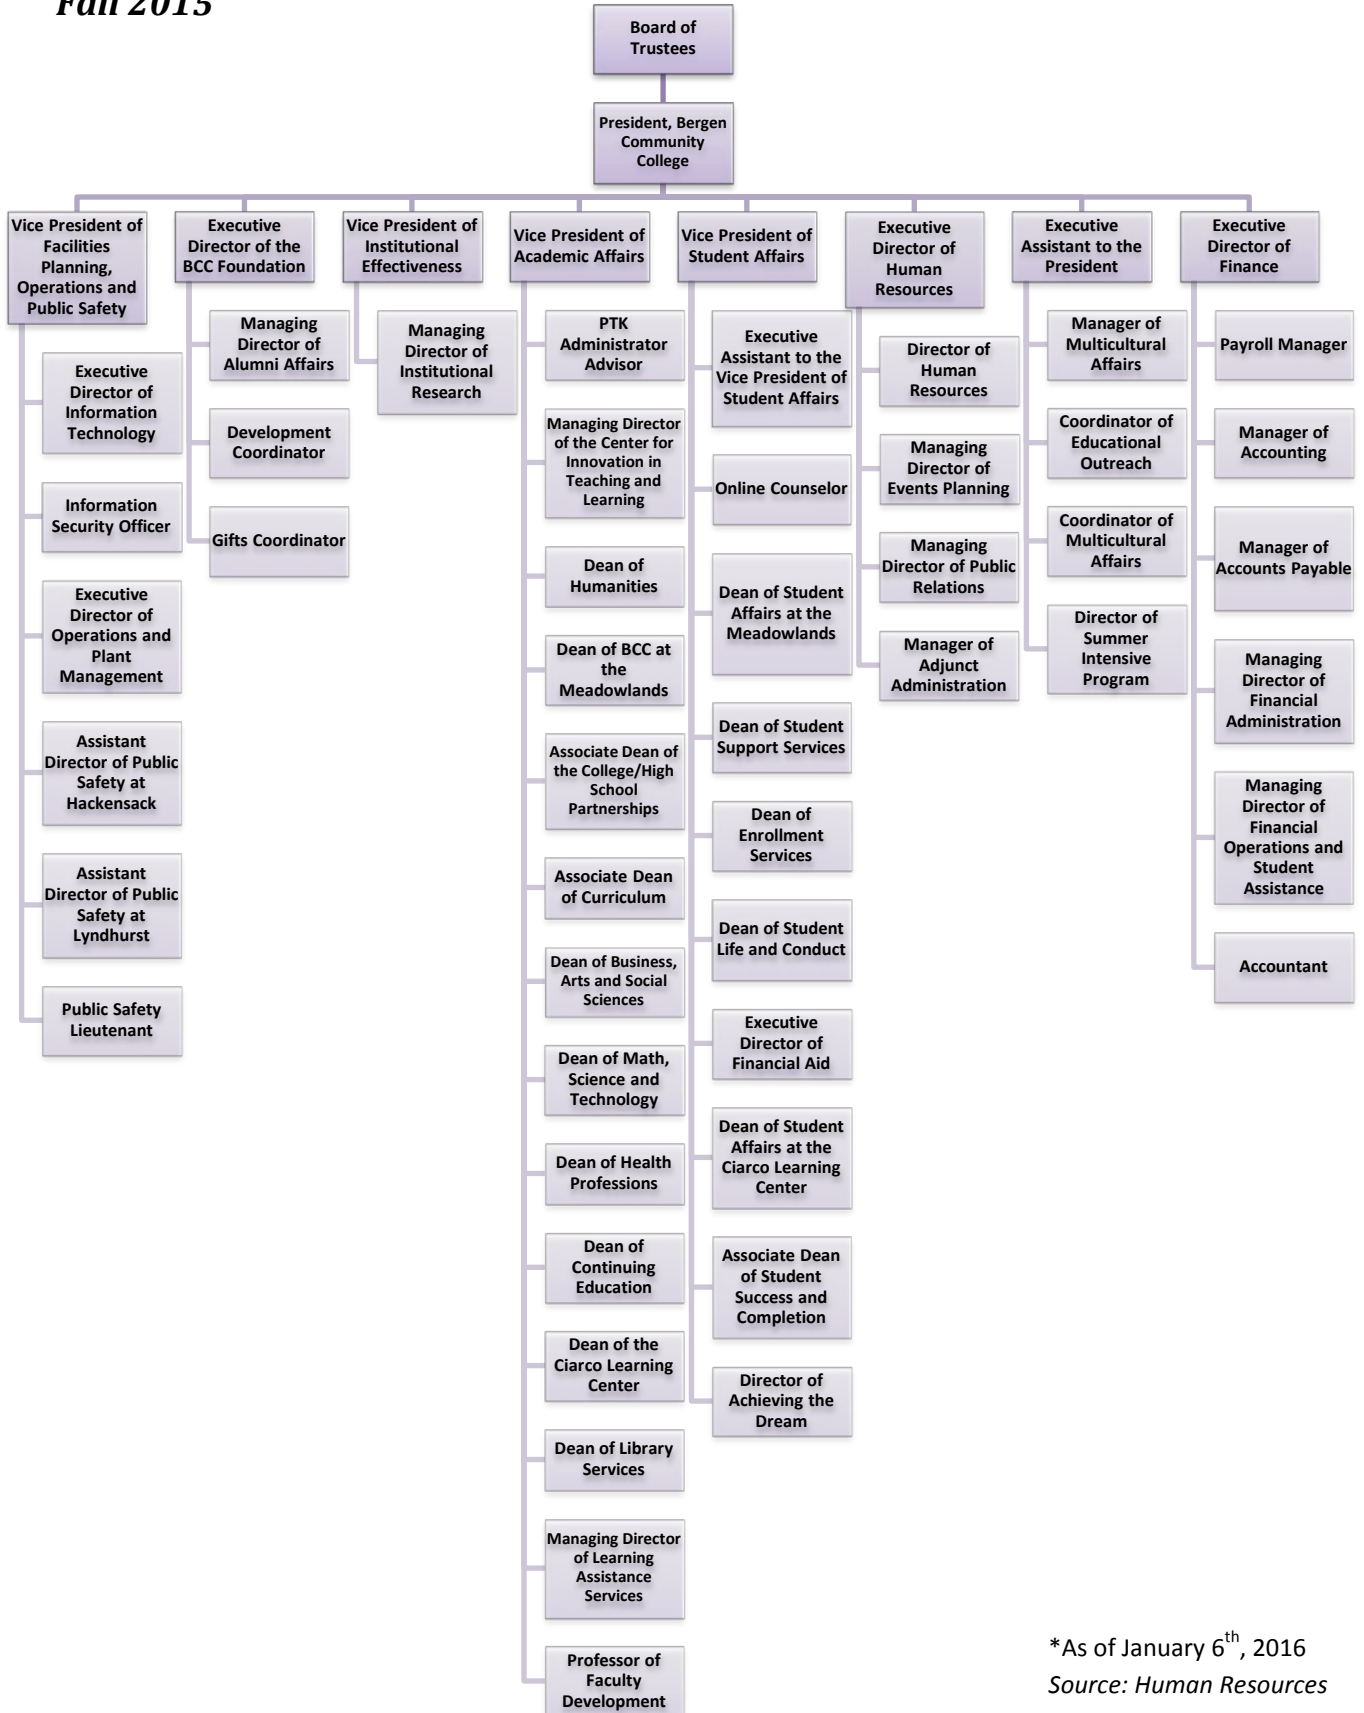 Fall 2015
Board of
Trustees
President, Bergen
Community
College
Vice President of
Facilities
Planning,
Operations and
Public Safety
Executive
Director of
Information
Technology
Information
Security Officer
Executive
Director of
Operations and
Plant
Management
Assistant
Director of Public
Safety at
Hackensack
Assistant
Director of Public
Safety at
Lyndhurst
Public Safety
Lieutenant
Executive
Director of the
BCC Foundation
Managing
Director of
Alumni Affairs
Development
Coordinator
Gifts Coordinator
Vice President of
Institutional
Effectiveness
Managing
Director of
Institutional
Research
Vice President of
Academic Affairs
PTK
Administrator
Advisor
Managing Director
of the Center for
Innovation in
Teaching and
Learning
Dean of
Humanities
Dean of BCC at
the
Meadowlands
Associate Dean of
the College/High
School
Partnerships
Associate Dean
of Curriculum
Dean of Business,
Arts and Social
Sciences
Dean of Math,
Science and
Technology
Dean of Health
Professions
Dean of
Continuing
Education
Dean of the
Ciarco Learning
Center
Dean of Library
Services
Managing Director
of Learning
Assistance
Services
Professor of
Faculty
Development
Vice President of
Student Affairs
Executive
Assistant to the
Vice President of
Student Affairs
Online Counselor
Dean of Student
Affairs at the
Meadowlands
Dean of Student
Support Services
Dean of
Enrollment
Services
Dean of Student
Life and Conduct
Executive
Director of
Financial Aid
Dean of Student
Affairs at the
Ciarco Learning
Center
Associate Dean
of Student
Success and
Completion
Director of
Achieving the
Dream
Executive
Director of
Human
Resources
Director of
Human
Resources
Managing
Director of
Events Planning
Managing
Director of Public
Relations
Manager of
Adjunct
Administration
Executive
Assistant to the
President
Manager of
Multicultural
Affairs
Coordinator of
Educational
Outreach
Coordinator of
Multicultural
Affairs
Director of
Summer
Intensive
Program
Executive
Director of
Finance
Payroll Manager
Manager of
Accounting
Manager of
Accounts Payable
Managing
Director of
Financial
Administration
Managing
Director of
Financial
Operations and
Student
Assistance
Accountant
*As of January 6th, 2016
Source: Human Resources